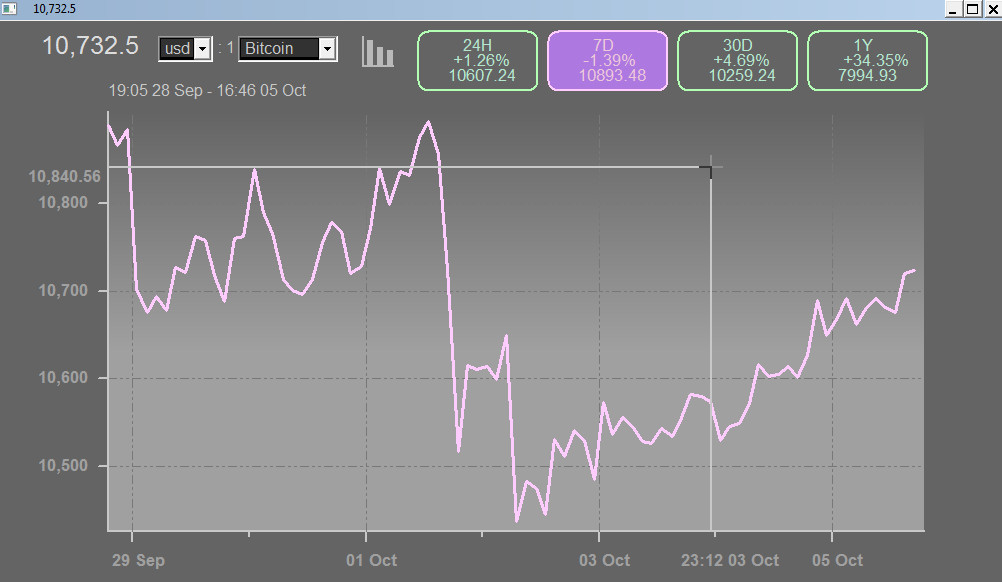 10,732.5
10,732.5 usd : 1 Bitcoin
24H
+1.26%
10607.24
7D
-1.39%
10893.48
30D
+4.69%
10259.24
1Y
+34.35%
7994.93
19:05 28 Sep - 16:46 05 Oct
10,840.56
10,800
10,700
10,600
10,500
29 Sep 01 Oct 03 Oct 23:12 03 Oct 05 Oct